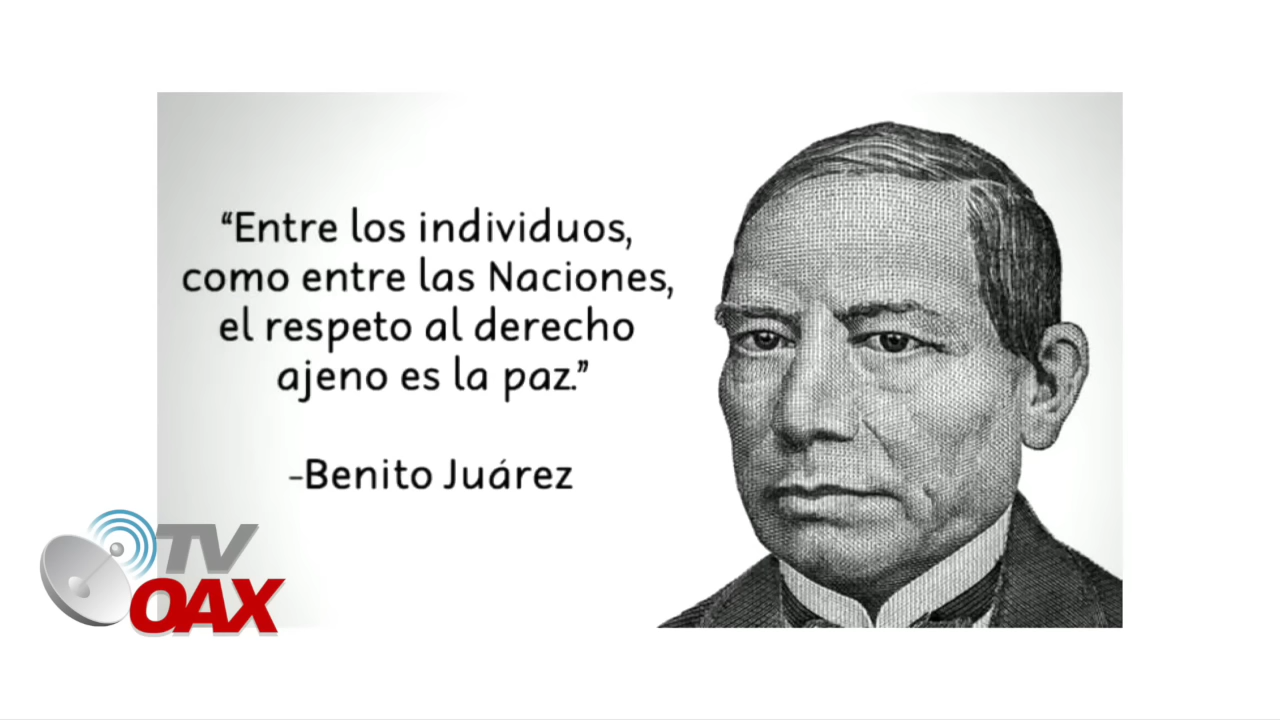 “Entre los individuos,
como entre las Naciones,
el respeto al derecho
ajeno es la paz.”
-Benito Juárez
TV
OAX